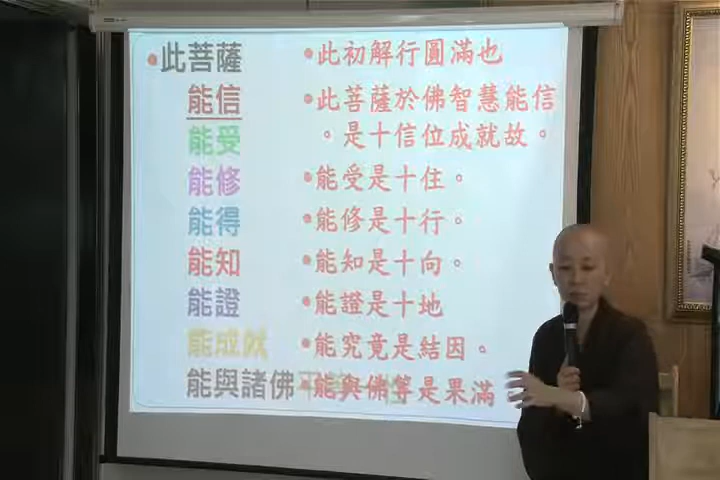 •此菩薩 •此初解行圓滿也
能信 •此菩薩於佛智慧能信
能受 。是十信位成就故。
能修 •能受是十住。
能得 •能修是十行。
能知 •能知是十向。
能證 •能證是十地
能成就 •能究竟是結因。
能與諸佛 •能與佛等是果滿